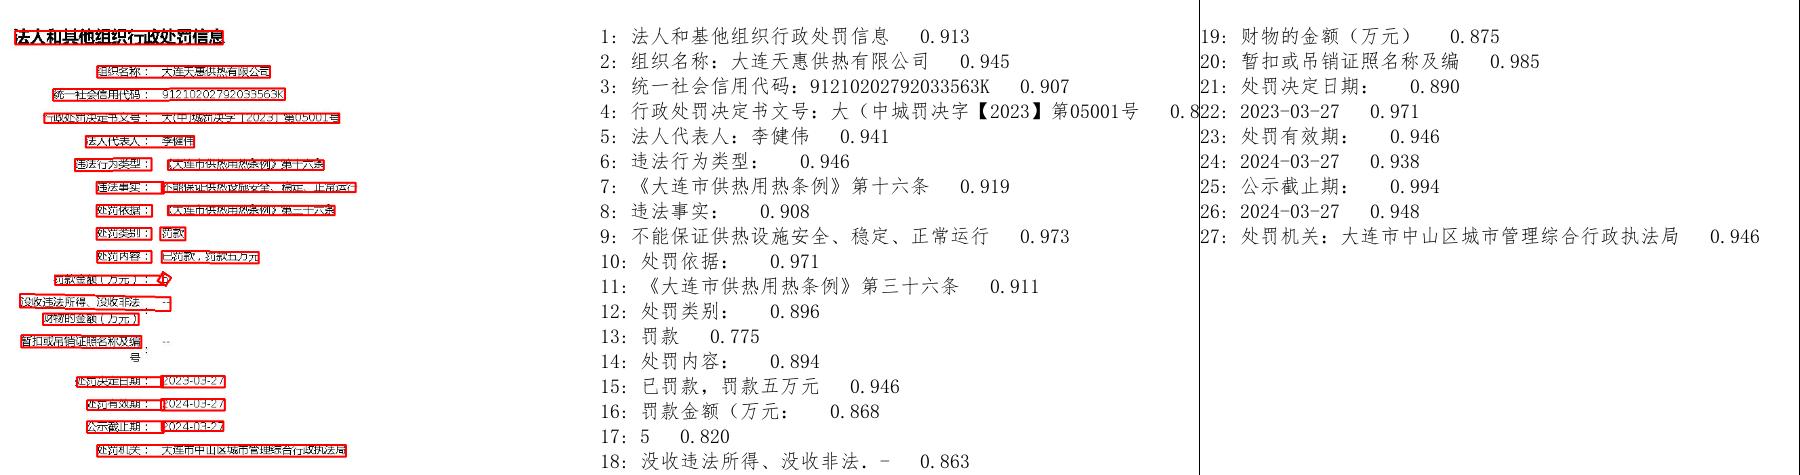 法人和其他组织行政处罚信息
组织名称： 大连天惠供热有限公司
统一社会信用代码： 91210202792033563K
行政处罚决定书文号： 大(中)城罚决字【2023】第05001号
法人代表人： 李健伟
违法行为类型： 《大连市供热用热条例》第十六条
违法事实： 不能保证供热设施安全、稳定、正常运行
处罚依据： 《大连市供热用热条例》第三十六条
处罚类别： 罚款
处罚内容： 已罚款，罚款五万元
罚款金额（万元）： 5
没收违法所得、没收非法 --
财物的金额（万元） ：
暂扣或吊销证照名称及编 --
号 ：
处罚决定日期： 2023-03-27
处罚有效期： 2024-03-27
公示截止期： 2024-03-27
处罚机关： 大连市中山区城市管理综合行政执法局
1: 法人和基他组织行政处罚信息 0.913
2: 组织名称: 大连天惠供热有限公司 0.945
3: 统一社会信用代码:91210202792033563K 0.907
4: 行政处罚决定书文号: 大（中城罚决字【2023】第05001号 0.8
5: 法人代表人: 李健伟 0.941
6: 违法行为类型: 0.946
7: 《大连市供热用热条例》第十六条 0.919
8: 违法事实: 0.908
9: 不能保证供热设施安全、稳定、正常运行 0.973
10: 处罚依据: 0.971
11: 《大连市供热用热条例》第三十六条 0.911
12: 处罚类别: 0.896
13: 罚款 0.775
14: 处罚内容: 0.894
15: 已罚款，罚款五万元 0.946
16: 罚款金额（万元: 0.868
17: 5 0.820
18: 没收违法所得、没收非法．- 0.863
19: 财物的金额（万元） 0.875
20: 暂扣或吊销证照名称及编 0.985
21: 处罚决定日期: 0.890
22: 2023-03-27 0.971
23: 处罚有效期: 0.946
24: 2024-03-27 0.938
25: 公示截止期: 0.994
26: 2024-03-27 0.948
27: 处罚机关: 大连市中山区城市管理综合行政执法局 0.946